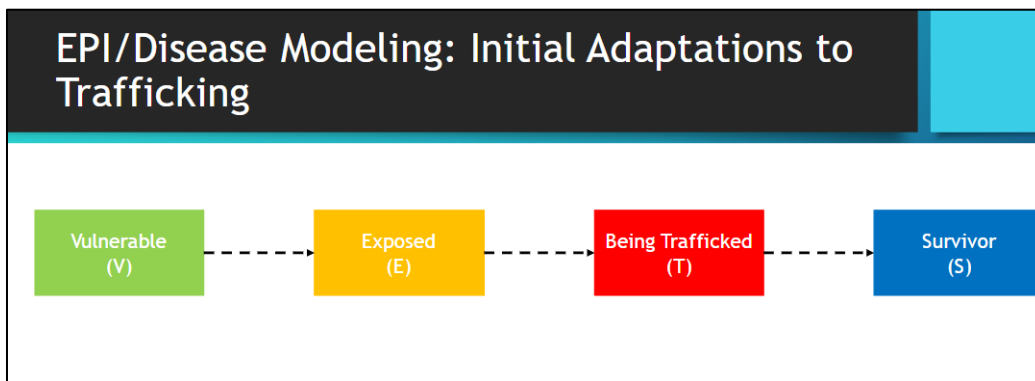 EPI/Disease Modeling: Initial Adaptations to
Trafficking
Vulnerable
(V)
Exposed
(E)
Being Trafficked
(T)
Survivor
(S)